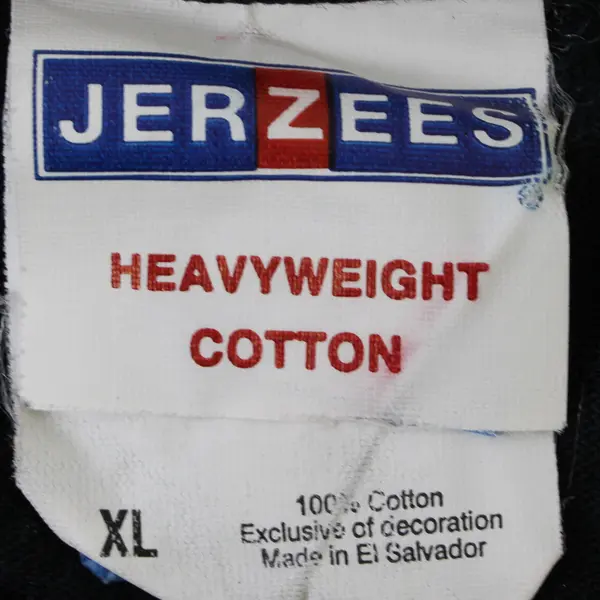 JERZEES
®
HEAVYWEIGHT
COTTON
XL
100% Cotton
Exclusive of decoration
Made in El Salvador